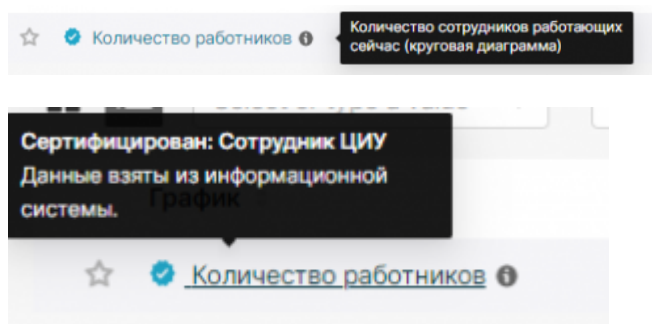 Количество работников
Количество сотрудников работающих
сейчас (круговая диаграмма)
Сертифицирован: Сотрудник ЦИУ
Данные взяты из информационной
системы.
График
Количество работников